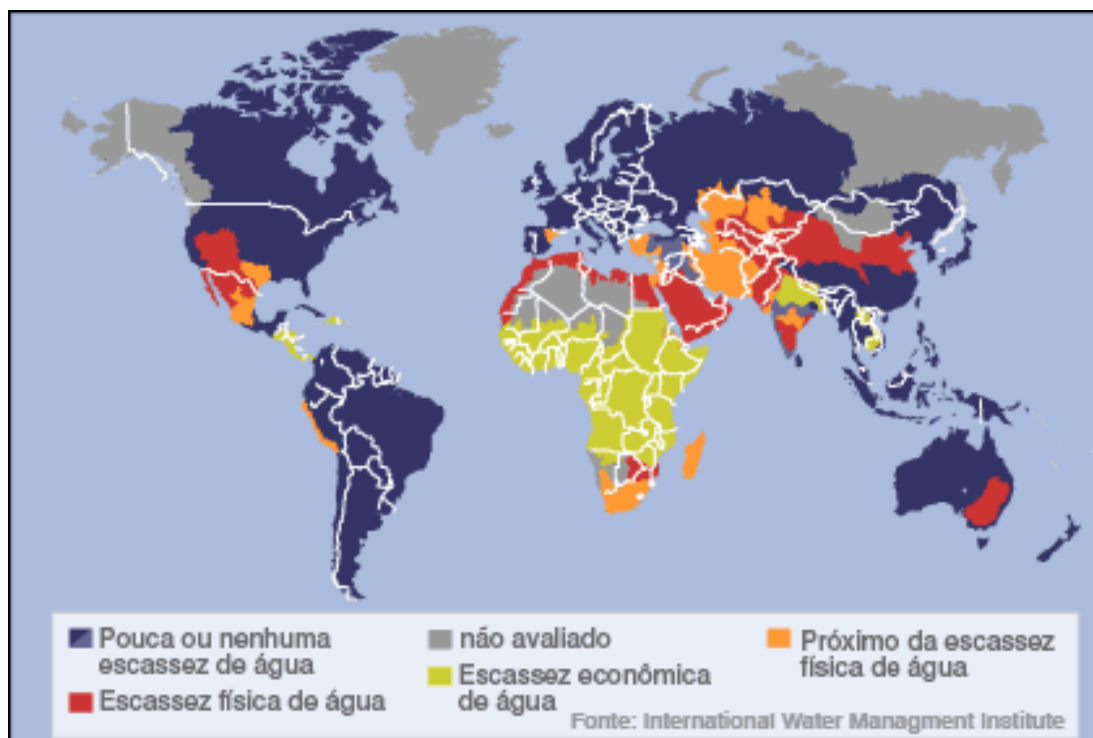 Pouca ou nenhuma
escassez de água
Escassez física de água
não avaliado
Escassez econômica
de água
Próximo da escassez
física de água
Fonte: International Water Managment Institute